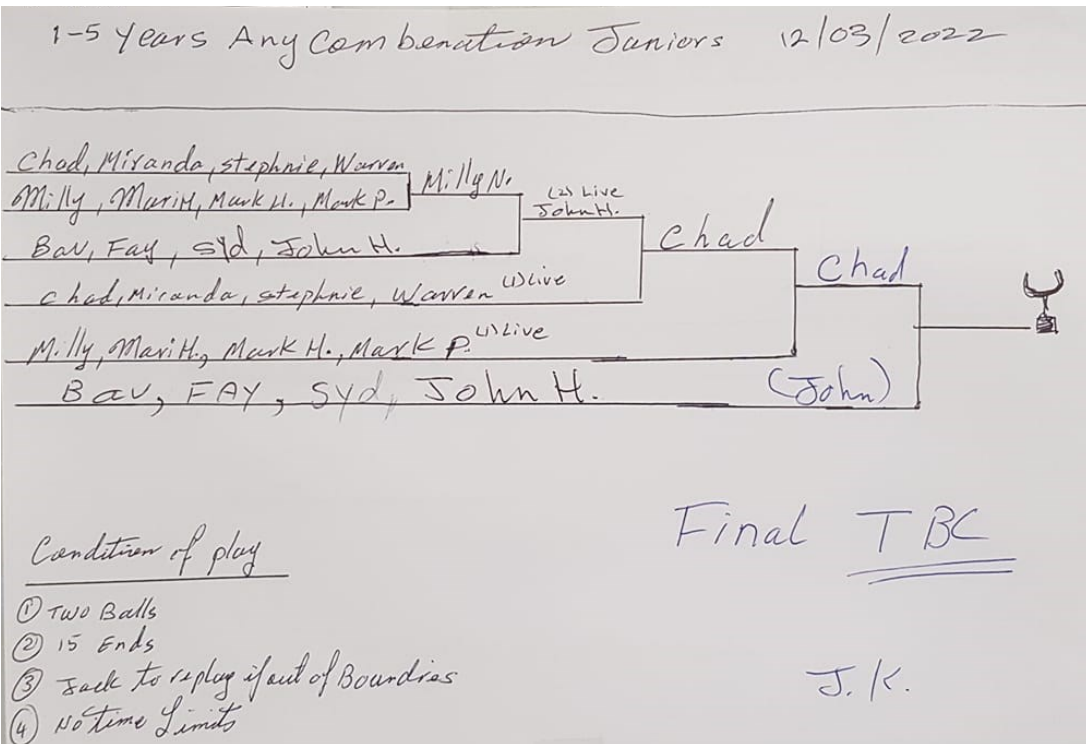 1-5 Years Any Combenation Juniors 12/03/2022
Chad, Miranda, stephnie, Warren
Milly N.
Milly, Mari H, Mark H., Mark P.
(2) Live
John H.
Chad
Bav, Fay, Syd, John H.
Chad
chad, Miranda, stephnie, Warren (1) Live
Milly, Mari H., Mark H., Mark P. (1) Live
Bav, FAY, Syd, John H.
(John)
Final TBC
Condition of play
① Two Balls
② 15 Ends
③ Jack to replay if out of Boundries
④ No time Limits
J.K.